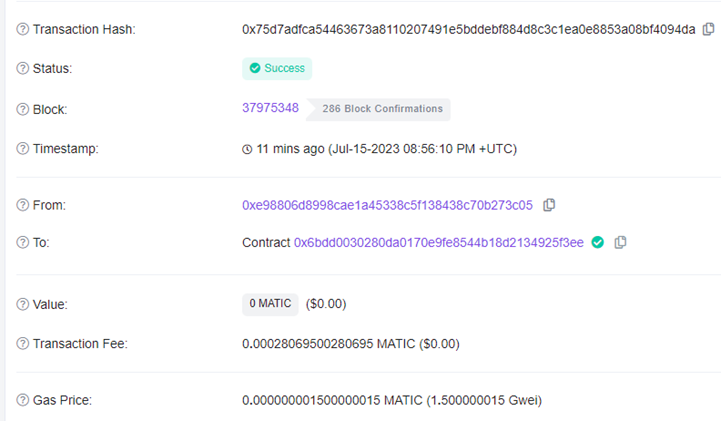 Transaction Hash: 0x75d7adfca54463673a8110207491e5bddebf884d8c3c1ea0e8853a08bf4094da
Status: Success
Block: 37975348 286 Block Confirmations
Timestamp: 11 mins ago (Jul-15-2023 08:56:10 PM +UTC)
From: 0xe98806d8998cae1a45338c5f138438c70b273c05
To: Contract 0x6bdd0030280da0170e9fe8544b18d2134925f3ee
Value: 0 MATIC ($0.00)
Transaction Fee: 0.00028069500280695 MATIC ($0.00)
Gas Price: 0.000000001500000015 MATIC (1.500000015 Gwei)